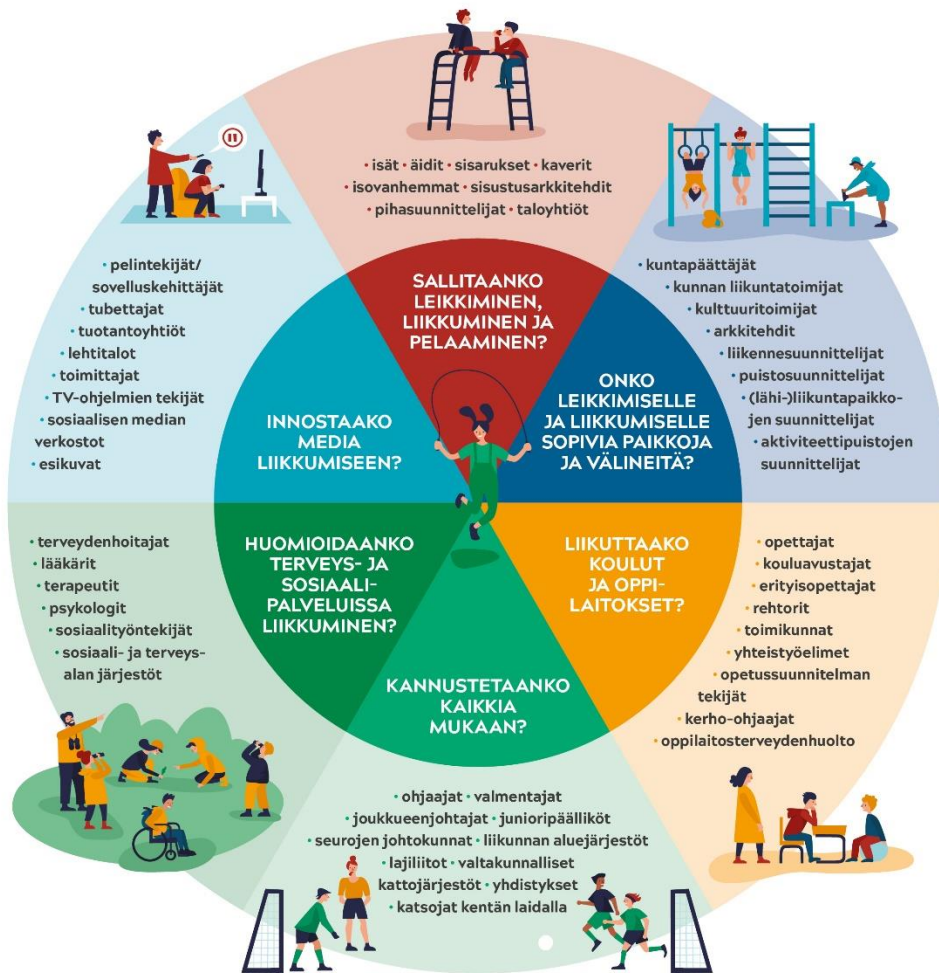 • isät • äidit • sisarukset • kaverit
• isovanhemmat • sisustusarkkitehdit
• pihasuunnittelijat • taloyhtiöt
SALLITAANKO
LEIKKIMINEN,
LIIKKUMINEN JA
PELAAMINEN?
• kuntapäättäjät
• kunnan liikuntatoimijat
• kulttuuritoimijat
• arkkitehdit
• liikennesuunnittelijat
• puistosuunnittelijat
• (lähi-)liikuntapaikko-
jen suunnittelijat
• aktiviteettipuistojen
suunnittelijat
ONKO
LEIKKIMISELLE
JA LIIKKUMISELLE
SOPIVIA PAIKKOJA
JA VÄLINEITÄ?
LIIKUTTAAKO
KOULUT
JA OPPI-
LAITOKSET?
• opettajat
• kouluavustajat
• erityisopettajat
• rehtorit
• toimikunnat
• yhteistyöelimet
• opetussuunnitelman
tekijät
• kerho-ohjaajat
• oppilaitosterveydenhuolto
KANNUSTETAANKO
KAIKKIA
MUKAAN?
• ohjaajat • valmentajat
• joukkueenjohtajat • junioripäälliköt
• seurojen johtokunnat • liikunnan aluejärjestöt
• lajiliitot • valtakunnalliset
kattojärjestöt • yhdistykset
• katsojat kentän laidalla
HUOMIOIDAANKO
TERVEYS- JA
SOSIAALI-
PALVELUISSA
LIIKKUMINEN?
• terveydenhoitajat
• lääkärit
• terapeutit
• psykologit
• sosiaalityöntekijät
• sosiaali- ja terveys-
alan järjestöt
INNOSTAAKO
MEDIA
LIIKKUMISEEN?
• pelintekijät/
sovelluskehittäjät
• tubettajat
• tuotantoyhtiöt
• lehtitalot
• toimittajat
• TV-ohjelmien tekijät
• sosiaalisen median
verkostot
• esikuvat